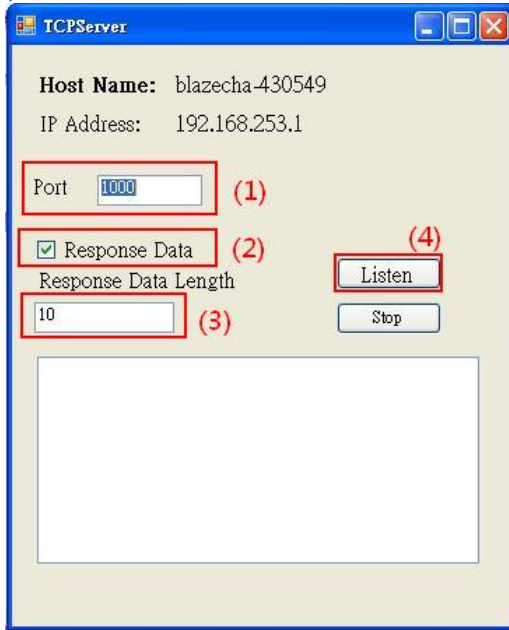 TCPServer
Host Name: blazecha-430549
IP Address: 192.168.253.1
Port 1000 (1)
Response Data (2)
(4)
Response Data Length Listen
10 (3) Stop